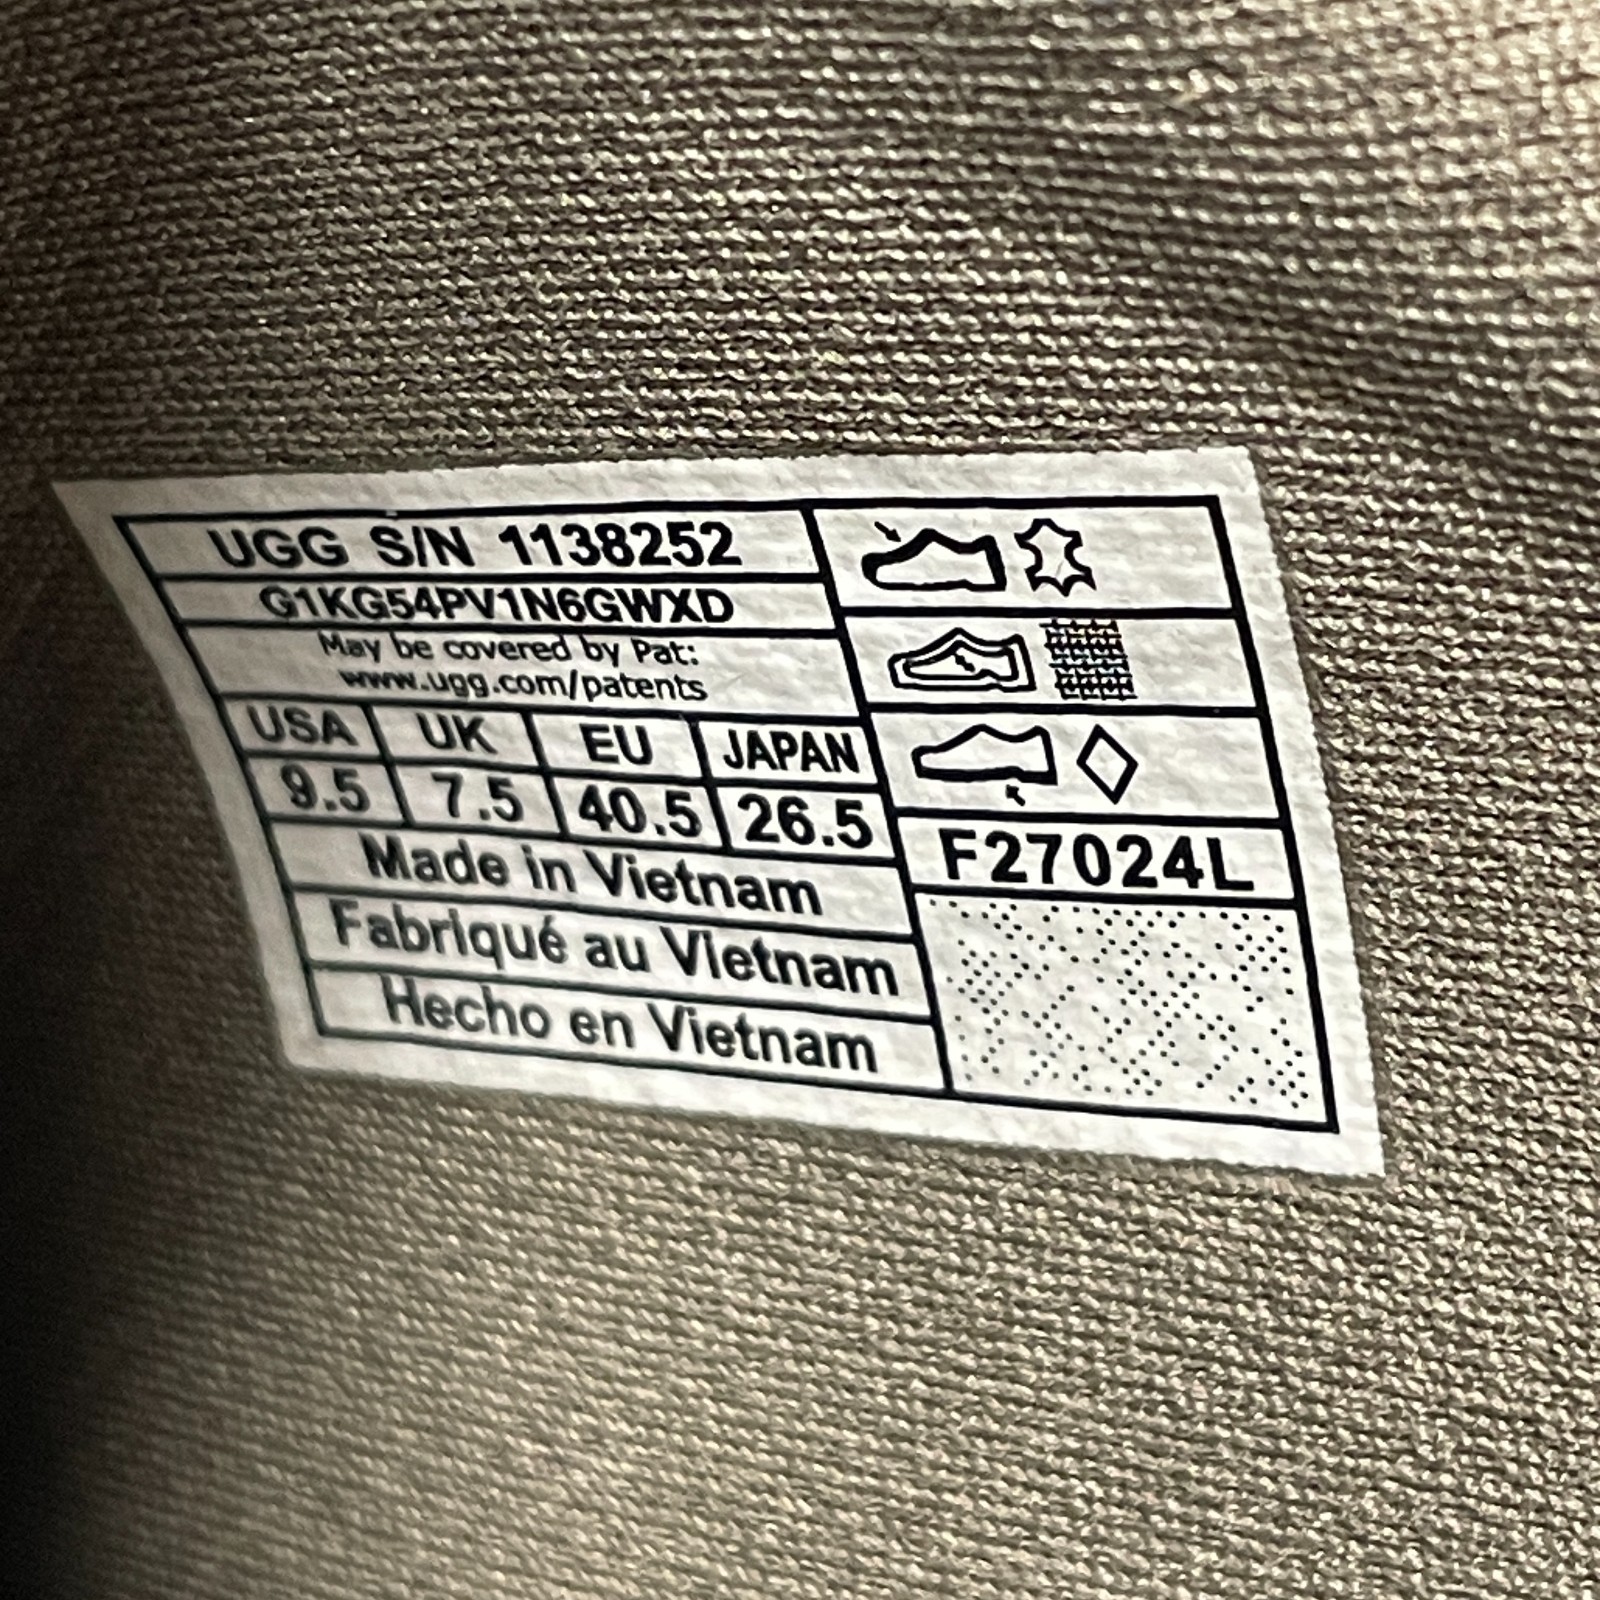 UGG S/N 1138252
G1KG54PV1N6GWXD
May be covered by Pat:
www.ugg.com/patents
USA UK EU JAPAN
9.5 7.5 40.5 26.5
Made in Vietnam
Fabriqué au Vietnam
Hecho en Vietnam
F27024L